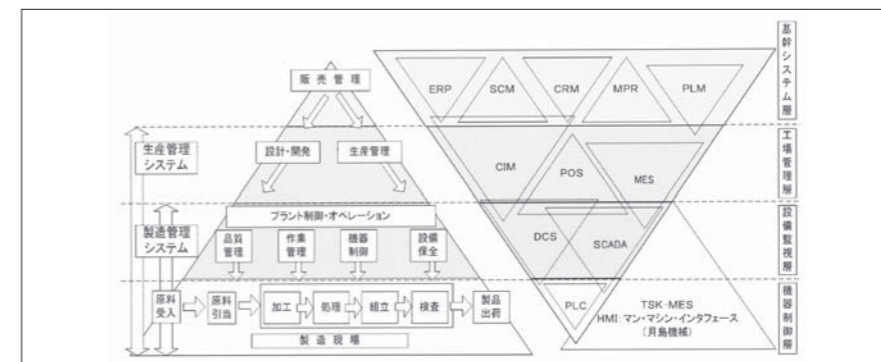 販売管理
生産管理
システム
設計・開発
生産管理
製造管理
システム
プラント制御・オペレーション
品質
管理
作業
管理
機器
制御
設備
保全
原料
受入
原料
引当
加工
処理
組立
検査
製品
出荷
製造現場
ERP
SCM
CRM
MPR
PLM
CIM
POS
MES
DCS
SCADA
PLC
TSK-MES
HMI:マン・マシン・インタフェース
(月島機械)
基幹システム層
工場管理層
設備監視層
機器制御層